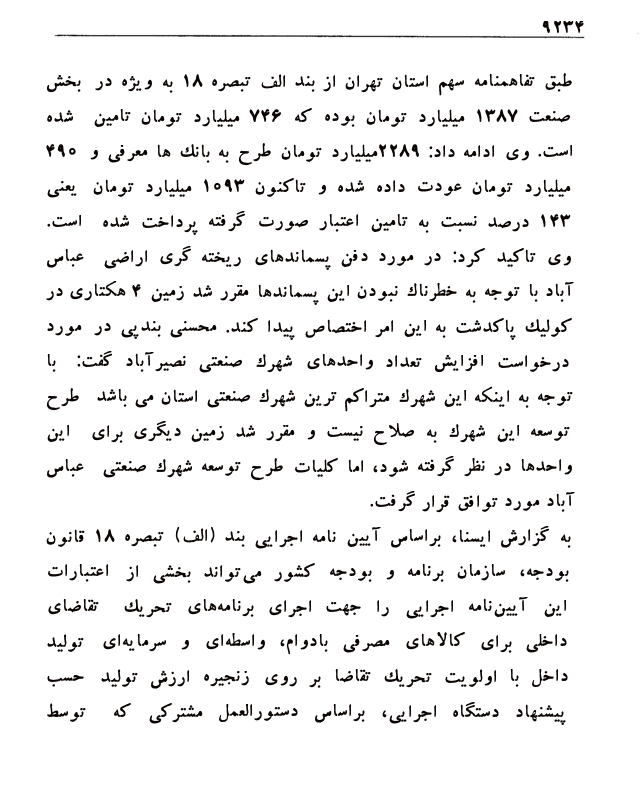 ۹۲۳۴
طبق تفاهمنامه سهم استان تهران از بند الف تبصره ۱۸ به ویژه در بخش
صنعت ۱۳۸۷ میلیارد تومان بوده که ۷۴۶ میلیارد تومان تامین شده
است. وی ادامه داد: ۲۲۸۹میلیارد تومان طرح به بانك ها معرفی و ۴۹۰
میلیارد تومان عودت داده شده و تاکنون ۱۰۹۳ میلیارد تومان یعنی
۱۴۳ درصد نسبت به تامین اعتبار صورت گرفته پرداخت شده است.
وی تاکید کرد: در مورد دفن پسماندهای ریخته گری اراضی عباس
آباد با توجه به خطرناك نبودن این پسماندها مقرر شد زمین ۴ هکتاری در
کولیك پاکدشت به این امر اختصاص پیدا کند. محسنی بندپی در مورد
درخواست افزایش تعداد واحدهای شهرك صنعتی نصیرآباد گفت: با
توجه به اینکه این شهرك متراکم ترین شهرك صنعتی استان می باشد طرح
توسعه این شهرك به صلاح نیست و مقرر شد زمین دیگری برای این
واحدها در نظر گرفته شود، اما کلیات طرح توسعه شهرك صنعتی عباس
آباد مورد توافق قرار گرفت.
به گزارش ایسنا، براساس آیین نامه اجرایی بند (الف) تبصره ۱۸ قانون
بودجه، سازمان برنامه و بودجه کشور می‌تواند بخشی از اعتبارات
این آیین‌نامه اجرایی را جهت اجرای برنامه‌های تحریك تقاضای
داخلی برای کالاهای مصرفی بادوام، واسطه‌ای و سرمایه‌ای تولید
داخل با اولویت تحریك تقاضا بر روی زنجیره ارزش تولید حسب
پیشنهاد دستگاه اجرایی، براساس دستورالعمل مشترکی که توسط